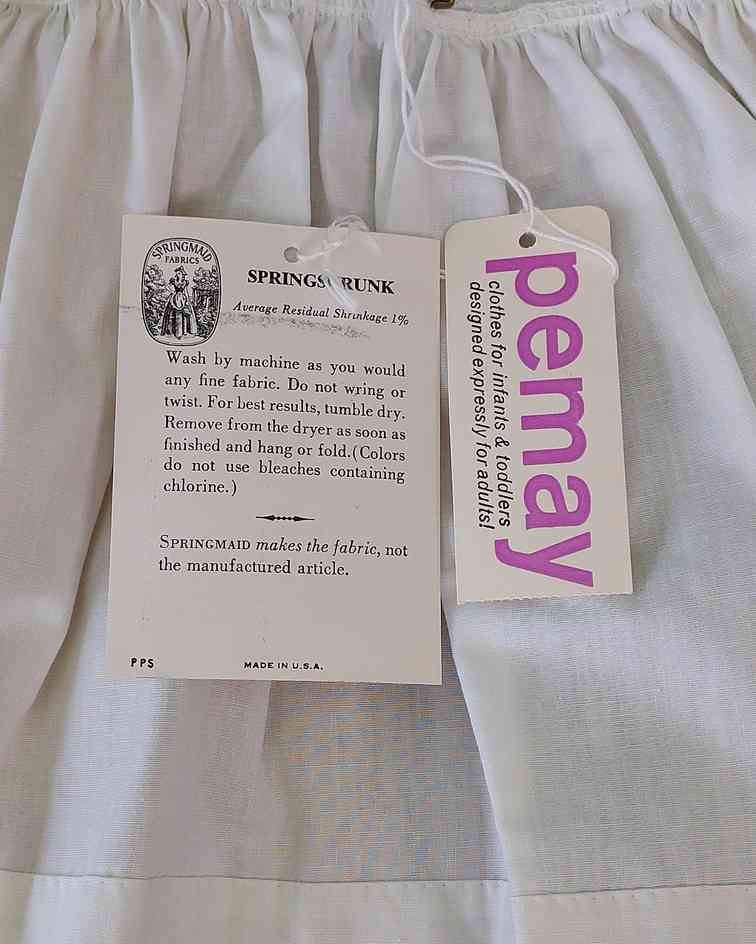 SPRINGMAID
FABRICS
Average Residual Shrinkage 1%
Wash by machine as you would
any fine fabric. Do not wring or
twist. For best results, tumble dry.
Remove from the dryer as soon as
finished and hang or fold.(Colors
do not use bleaches containing
chlorine.)
SPRINGMAID makes the fabric, not
the manufactured article.
PPS
MADE IN U.S.A.
pemay
clothes for infants & toddlers
designed expressly for adults!